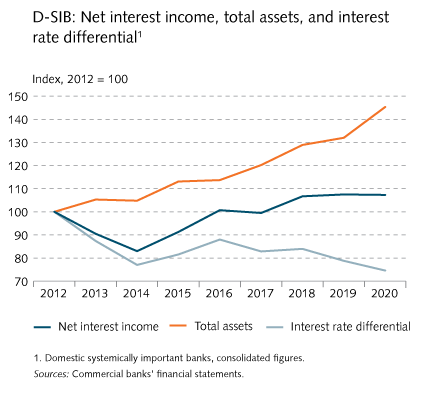 D-SIB: Net interest income, total assets, and interest
rate differential¹
Index, 2012 = 100
150
140
130
120
110
100
90
80
70
2012 2013 2014 2015 2016 2017 2018 2019 2020
Net interest income Total assets Interest rate differential
1. Domestic systemically important banks, consolidated figures.
Sources: Commercial banks' financial statements.